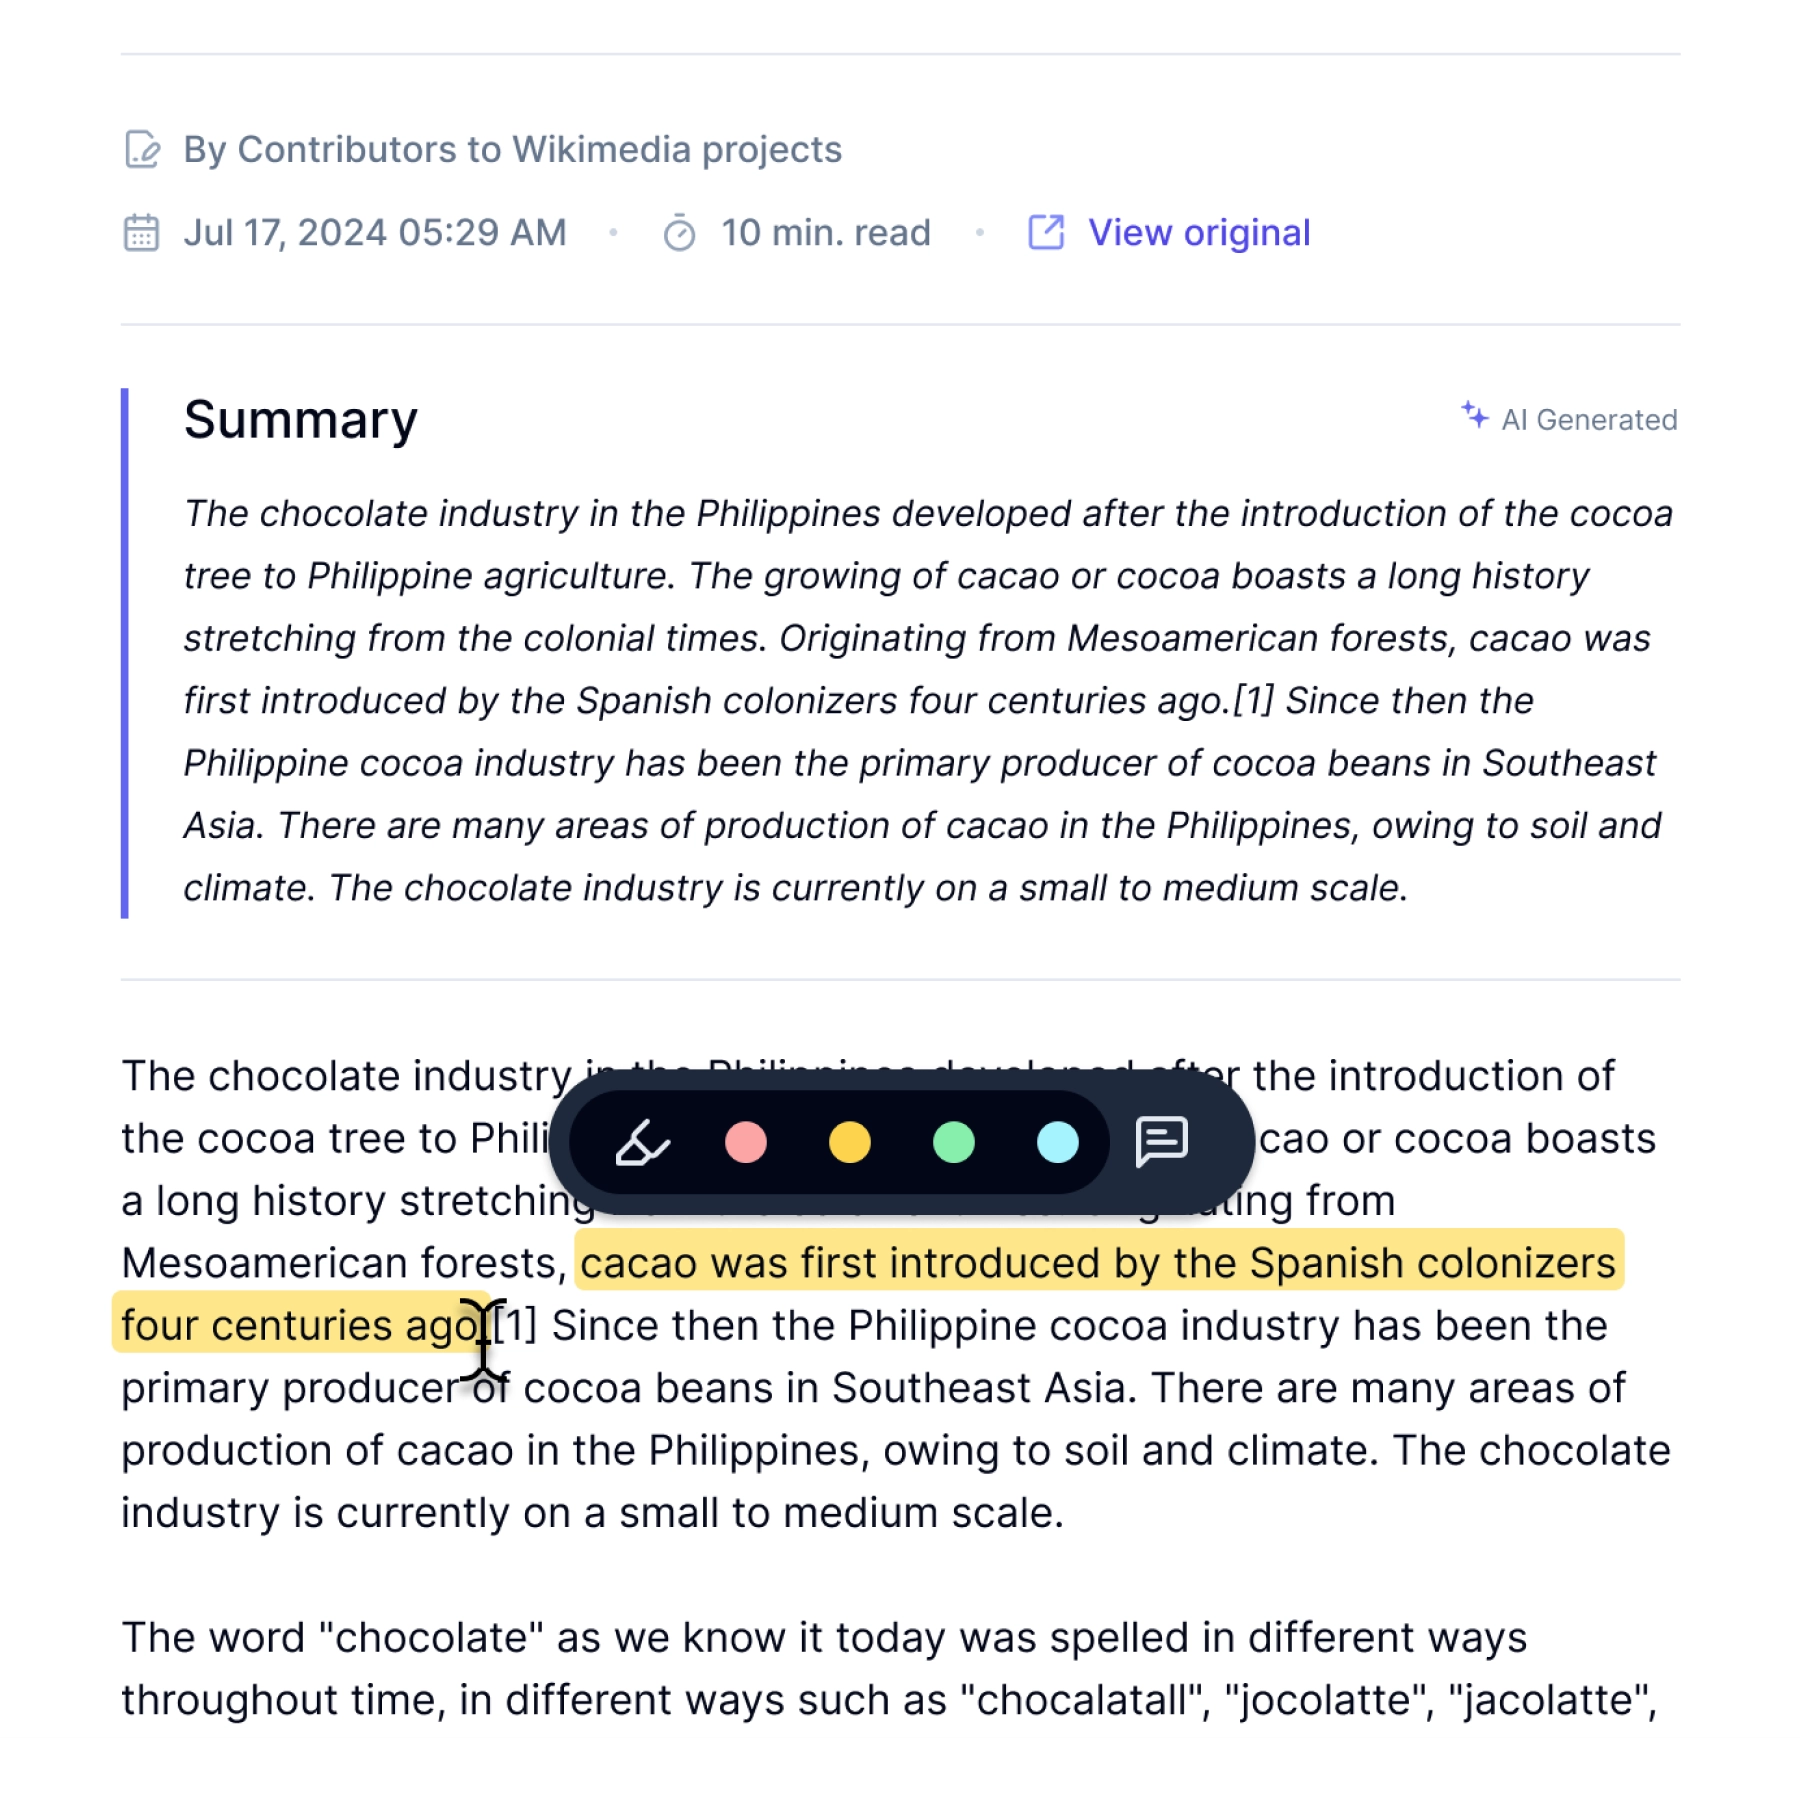 By Contributors to Wikimedia projects
Jul 17, 2024 05:29 AM • 10 min. read • View original
Summary
AI Generated
The chocolate industry in the Philippines developed after the introduction of the cocoa
tree to Philippine agriculture. The growing of cacao or cocoa boasts a long history
stretching from the colonial times. Originating from Mesoamerican forests, cacao was
first introduced by the Spanish colonizers four centuries ago.[1] Since then the
Philippine cocoa industry has been the primary producer of cocoa beans in Southeast
Asia. There are many areas of production of cacao in the Philippines, owing to soil and
climate. The chocolate industry is currently on a small to medium scale.
The chocolate industry in the Philippines developed after the introduction of
the cocoa tree to Phili cao or cocoa boasts
a long history stretching ating from
Mesoamerican forests, cacao was first introduced by the Spanish colonizers
four centuries ago.[1] Since then the Philippine cocoa industry has been the
primary producer of cocoa beans in Southeast Asia. There are many areas of
production of cacao in the Philippines, owing to soil and climate. The chocolate
industry is currently on a small to medium scale.
The word "chocolate" as we know it today was spelled in different ways
throughout time, in different ways such as "chocalatall", "jocolatte", "jacolatte",